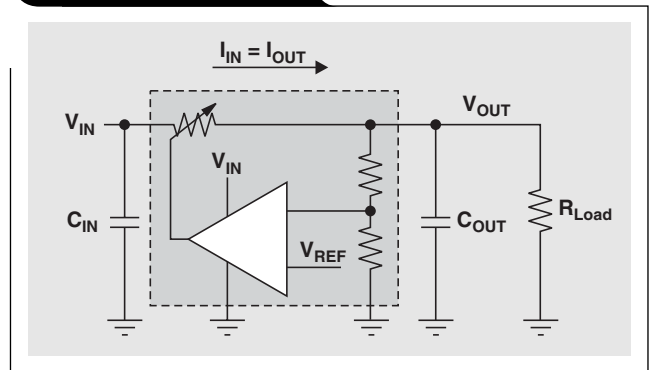 I_IN = I_OUT
V_IN
V_OUT
V_IN
C_IN
V_REF
C_OUT
R_Load